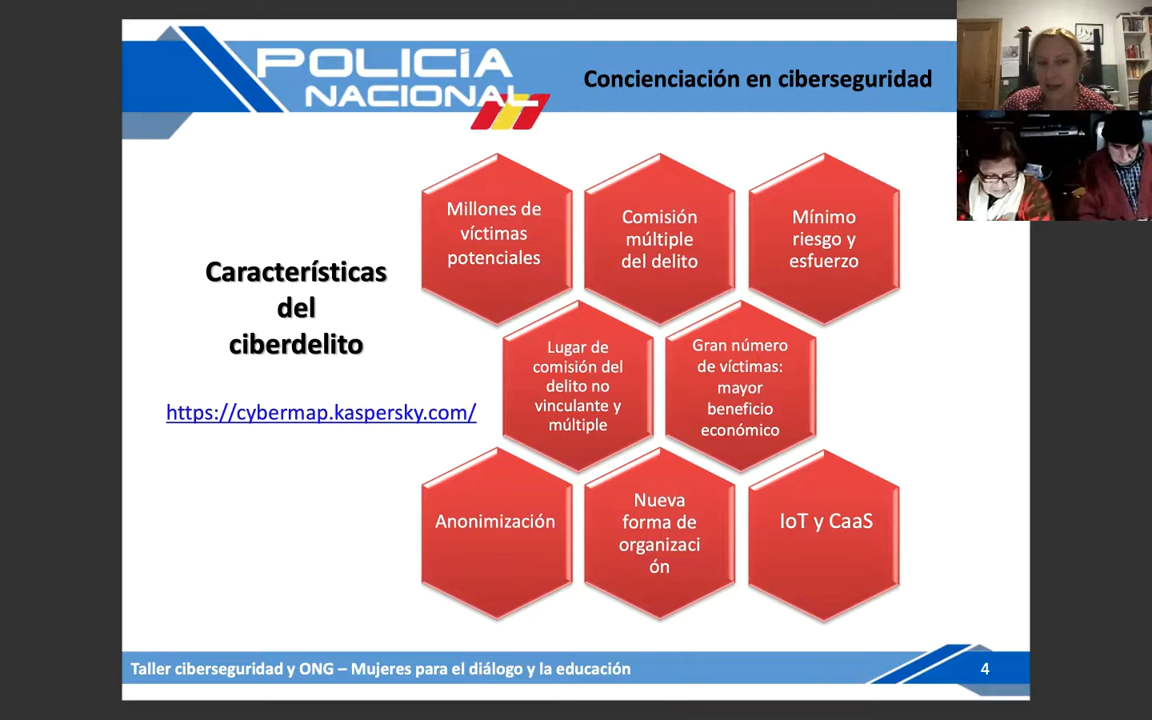 POLICÍA
NACIONAL
Concienciación en ciberseguridad
Características
del
ciberdelito
https://cybermap.kaspersky.com/
Millones de
víctimas
potenciales
Comisión
múltiple
del delito
Mínimo
riesgo y
esfuerzo
Lugar de
comisión del
delito no
vinculante y
múltiple
Gran número
de víctimas:
mayor
beneficio
económico
Anonimización
Nueva
forma de
organizaci
ón
IoT y CaaS
Taller ciberseguridad y ONG – Mujeres para el diálogo y la educación
4